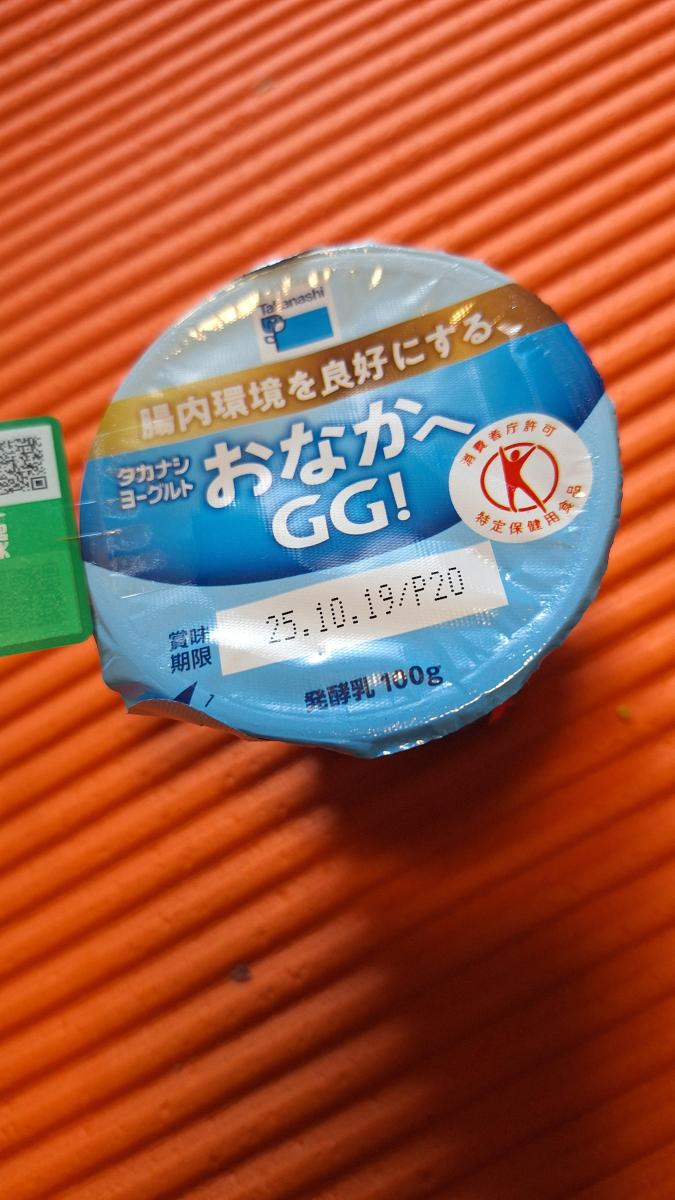 Takanashi
腸内環境を良好にする
タカナシ
ヨーグルト
おなかへ
GG!
消費者庁許可
特定保健用食品
25.10.19/P20
賞味
期限
発酵乳 100g